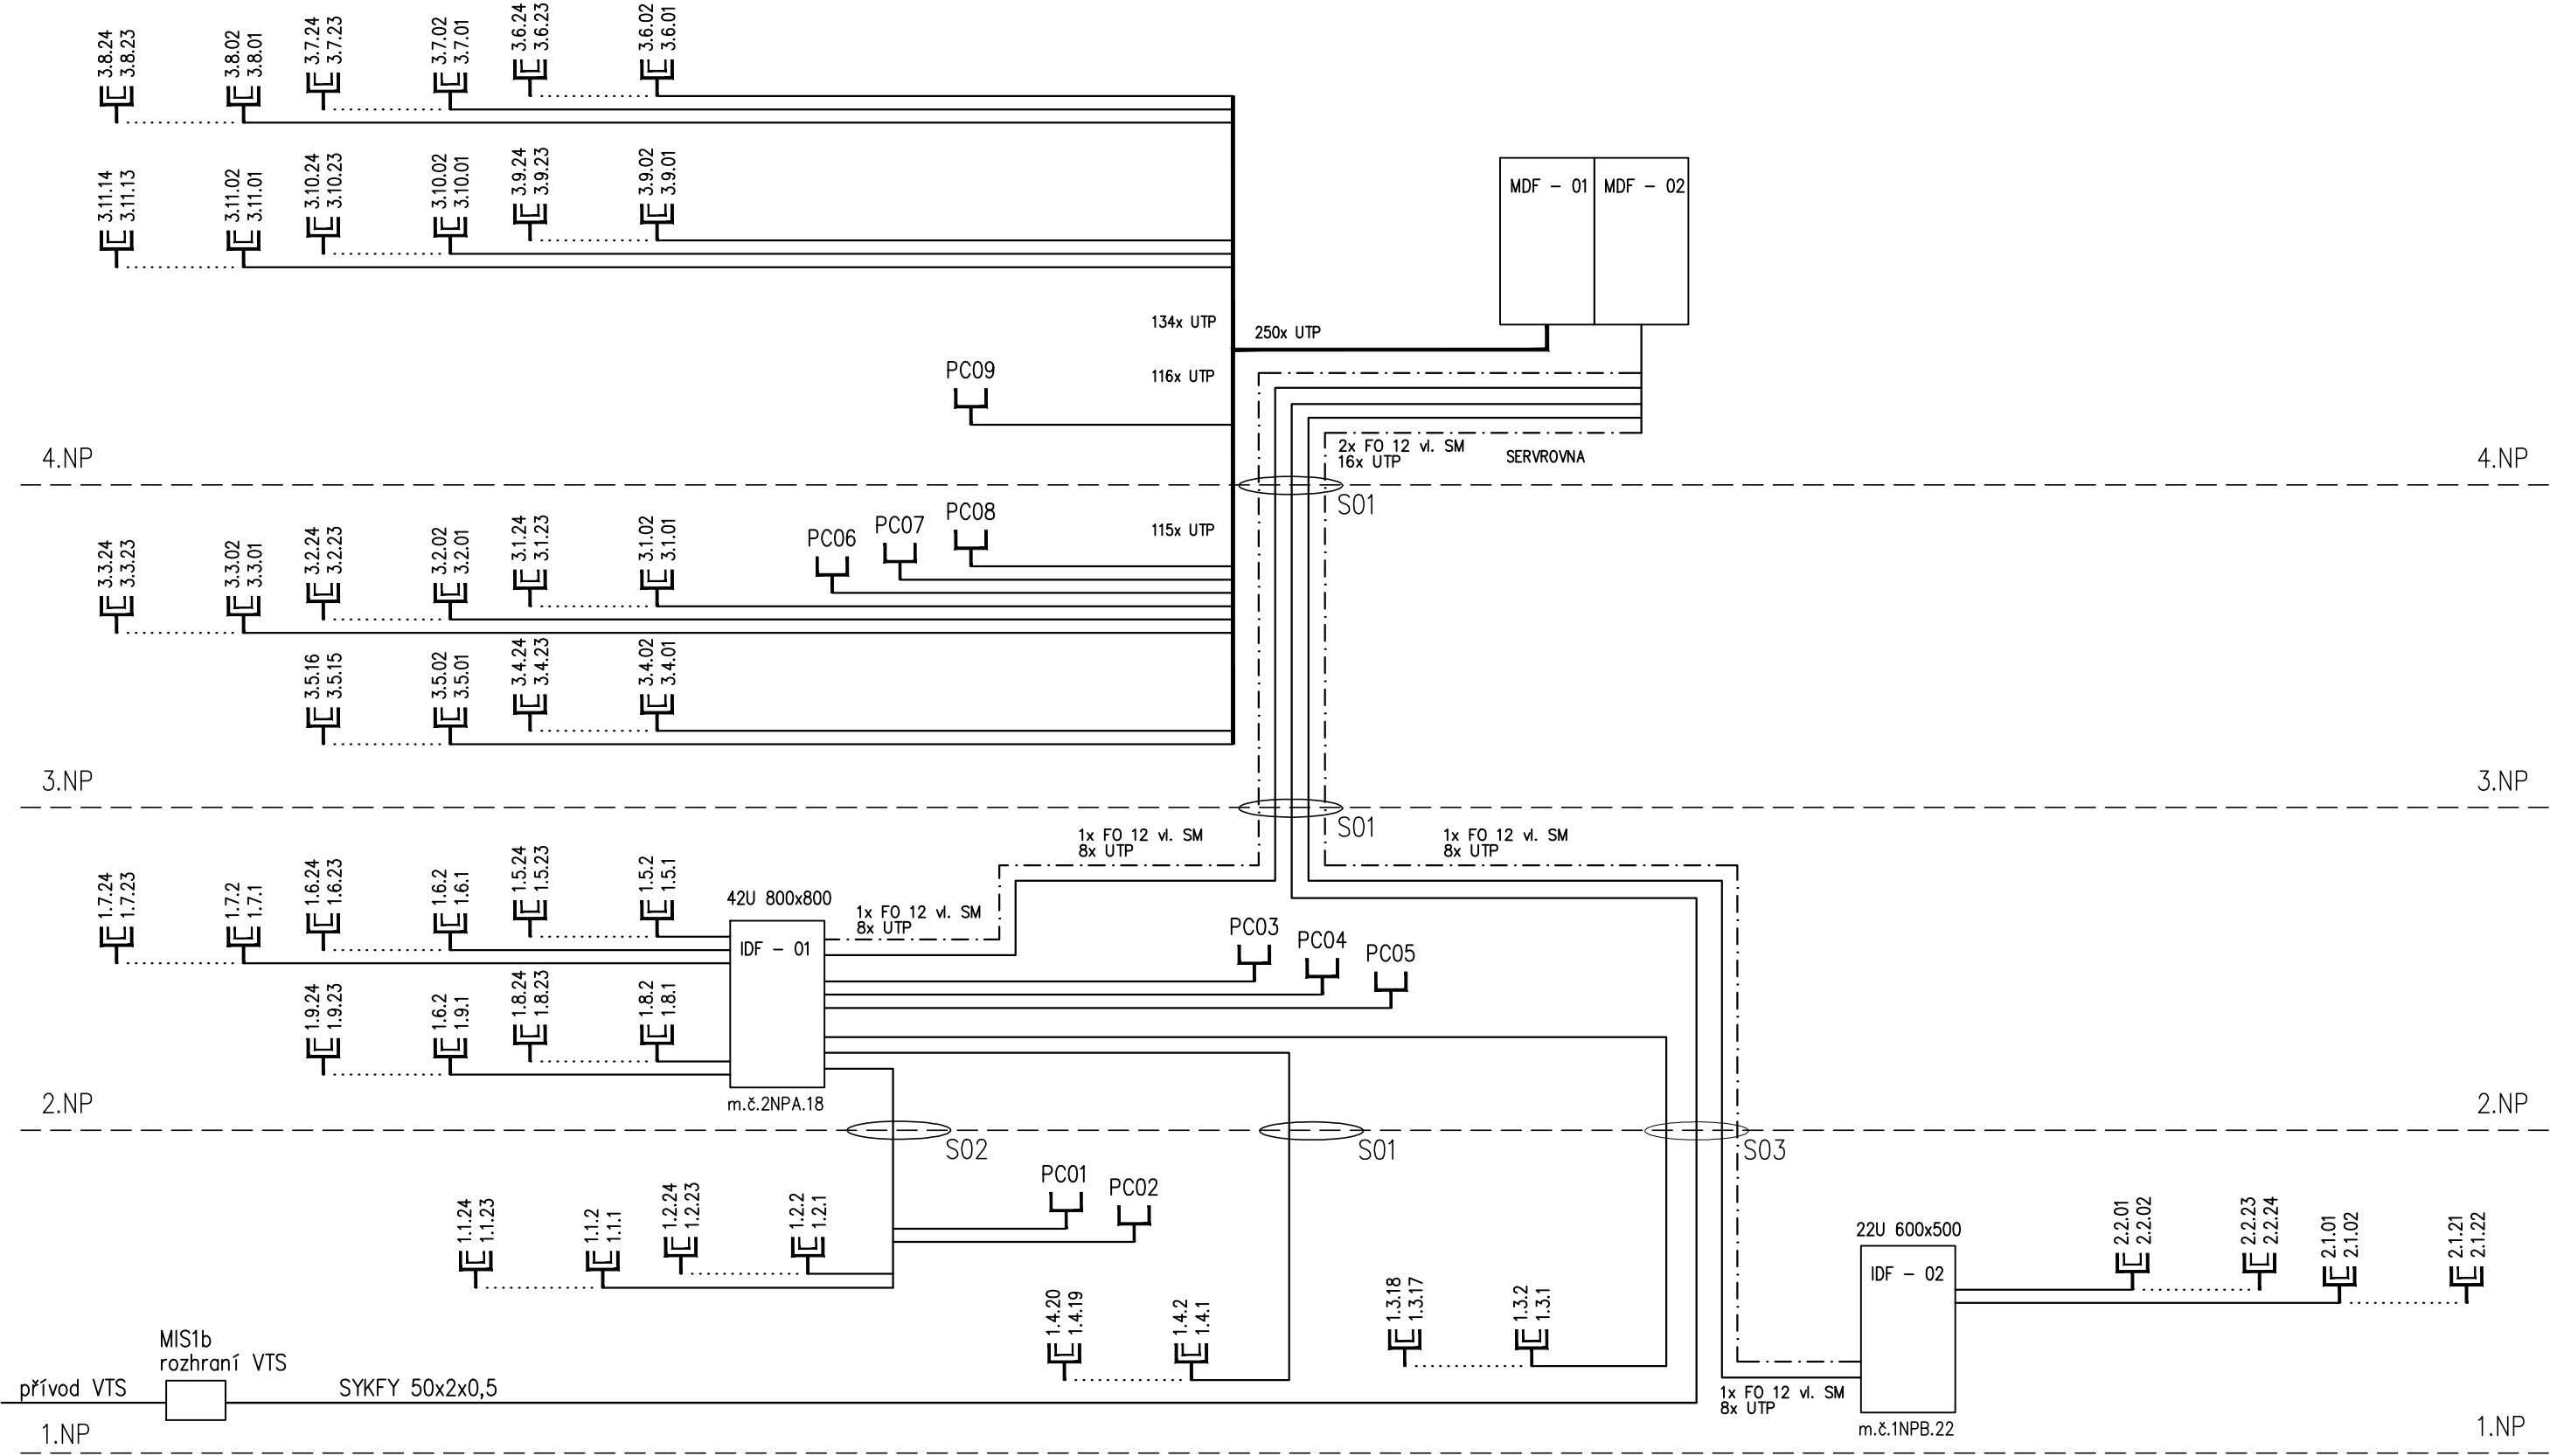 3.8.24
3.8.23
3.8.02
3.8.01
3.7.24
3.7.23
3.7.02
3.7.01
3.6.24
3.6.23
3.6.02
3.6.01
3.11.14
3.11.13
3.11.02
3.11.01
3.10.24
3.10.23
3.10.02
3.10.01
3.9.24
3.9.23
3.9.02
3.9.01
MDF - 01
MDF - 02
134x UTP
250x UTP
116x UTP
PC09
2x FO 12 vl. SM
16x UTP
SERVROVNA
4.NP
4.NP
S01
3.3.24
3.3.23
3.3.02
3.3.01
3.2.24
3.2.23
3.2.02
3.2.01
3.1.24
3.1.23
3.1.02
3.1.01
PC06
PC07
PC08
115x UTP
3.5.16
3.5.15
3.5.02
3.5.01
3.4.24
3.4.23
3.4.02
3.4.01
3.NP
3.NP
S01
1x FO 12 vl. SM
8x UTP
1x FO 12 vl. SM
8x UTP
1.7.24
1.7.23
1.7.2
1.7.1
1.6.24
1.6.23
1.6.2
1.6.1
1.5.24
1.5.23
1.5.2
1.5.1
42U 800x800
IDF - 01
1x FO 12 vl. SM
8x UTP
PC03
PC04
PC05
1.9.24
1.9.23
1.6.2
1.9.1
1.8.24
1.8.23
1.8.2
1.8.1
m.č.2NPA.18
2.NP
2.NP
S02
S01
S03
PC01
PC02
1.1.24
1.1.23
1.1.2
1.1.1
1.2.24
1.2.23
1.2.2
1.2.1
22U 600x500
IDF - 02
2.2.01
2.2.02
2.2.23
2.2.24
2.1.01
2.1.02
2.1.21
2.1.22
1.4.20
1.4.19
1.4.2
1.4.1
1.3.18
1.3.17
1.3.2
1.3.1
MIS1b
rozhraní VTS
přívod VTS
SYKFY 50x2x0,5
1x FO 12 vl. SM
8x UTP
m.č.1NPB.22
1.NP
1.NP